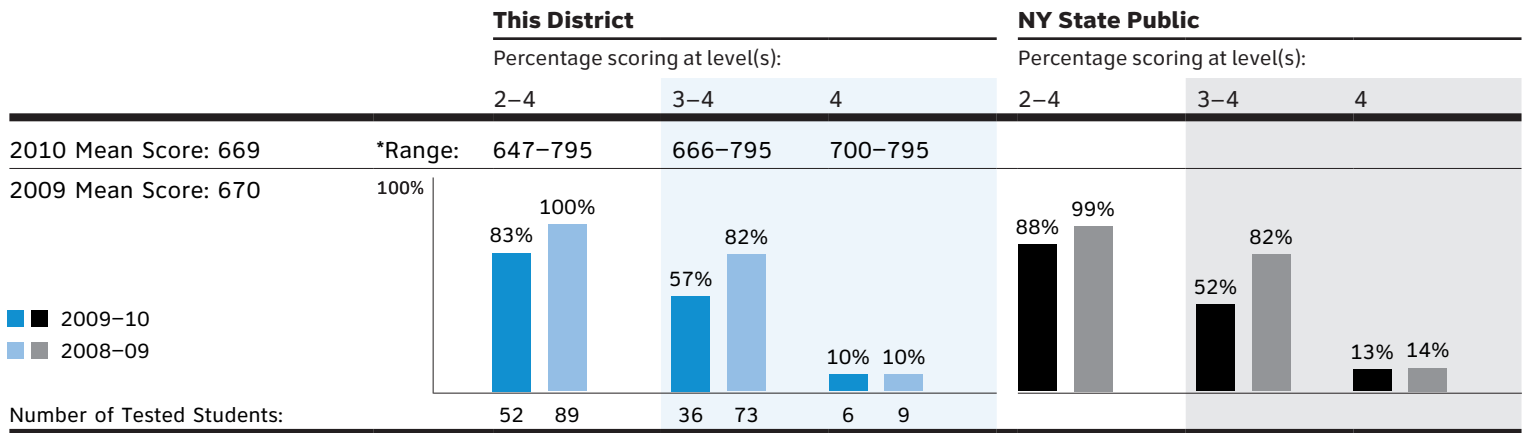 This District NY State Public
Percentage scoring at level(s): Percentage scoring at level(s):
2–4 3–4 4 2–4 3–4 4
2010 Mean Score: 669 *Range: 647–795 666–795 700–795
2009 Mean Score: 670 100%
100% 99%
83% 88%
82% 82%
57% 52%
10% 10% 13% 14%
2009–10
2008–09
Number of Tested Students: 52 89 36 73 6 9